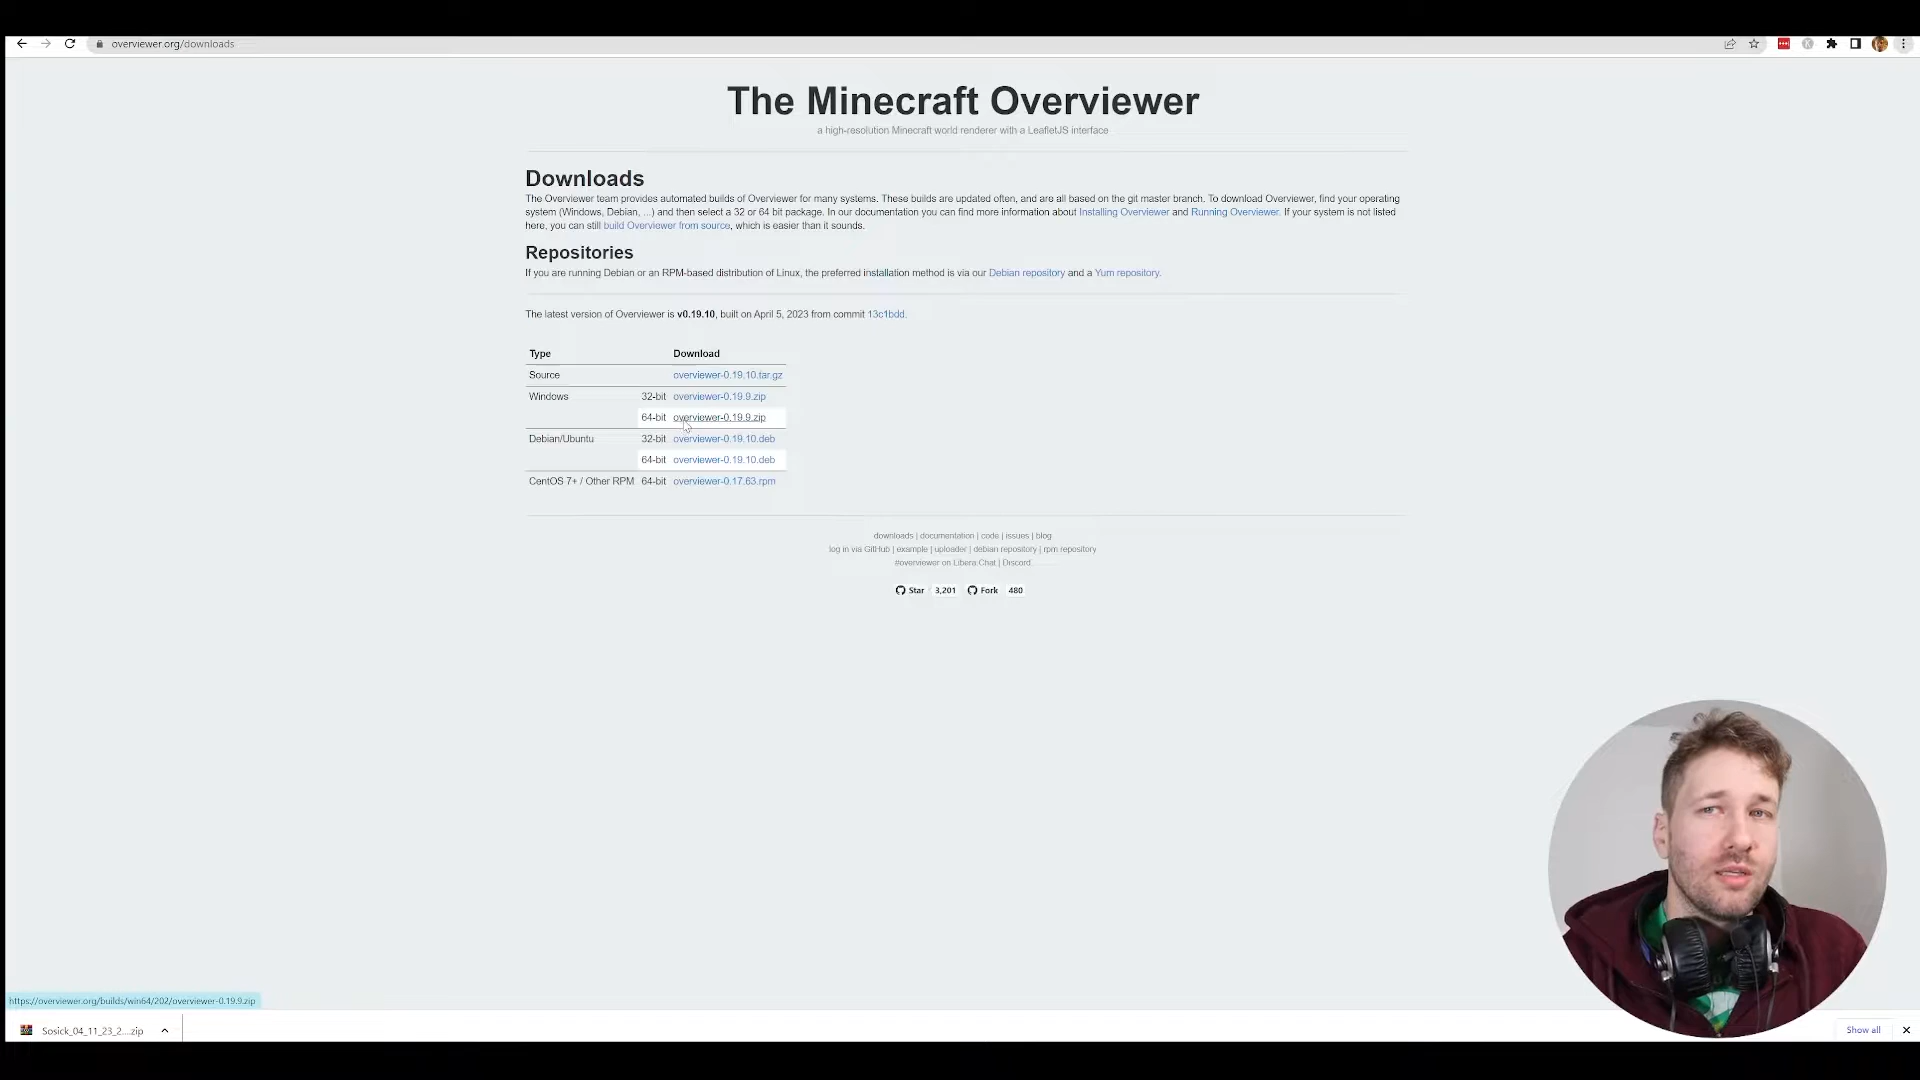 overviewer.org/downloads
The Minecraft Overviewer
a high-resolution Minecraft world renderer with a LeafletJS interface
Downloads
The Overviewer team provides automated builds of Overviewer for many systems. These builds are updated often, and are all based on the git master branch. To download Overviewer, find your operating
system (Windows, Debian, ...) and then select a 32 or 64 bit package. In our documentation you can find more information about Installing Overviewer and Running Overviewer. If your system is not listed
here, you can still build Overviewer from source, which is easier than it sounds.
Repositories
If you are running Debian or an RPM-based distribution of Linux, the preferred installation method is via our Debian repository and a Yum repository.
The latest version of Overviewer is v0.19.10, built on April 5, 2023 from commit 13c1bdd.
Type Download
Source overviewer-0.19.10.tar.gz
Windows 32-bit overviewer-0.19.9.zip
64-bit overviewer-0.19.9.zip
Debian/Ubuntu 32-bit overviewer-0.19.10.deb
64-bit overviewer-0.19.10.deb
CentOS 7+ / Other RPM 64-bit overviewer-0.17.63.rpm
downloads | documentation | code | issues | blog
log in via GitHub | example | uploader | debian repository | rpm repository
#overviewer on Libera.Chat | Discord
Star 3,201 Fork 480
https://overviewer.org/builds/win64/202/overviewer-0.19.9.zip
Sosick_04_11_23_2....zip Show all